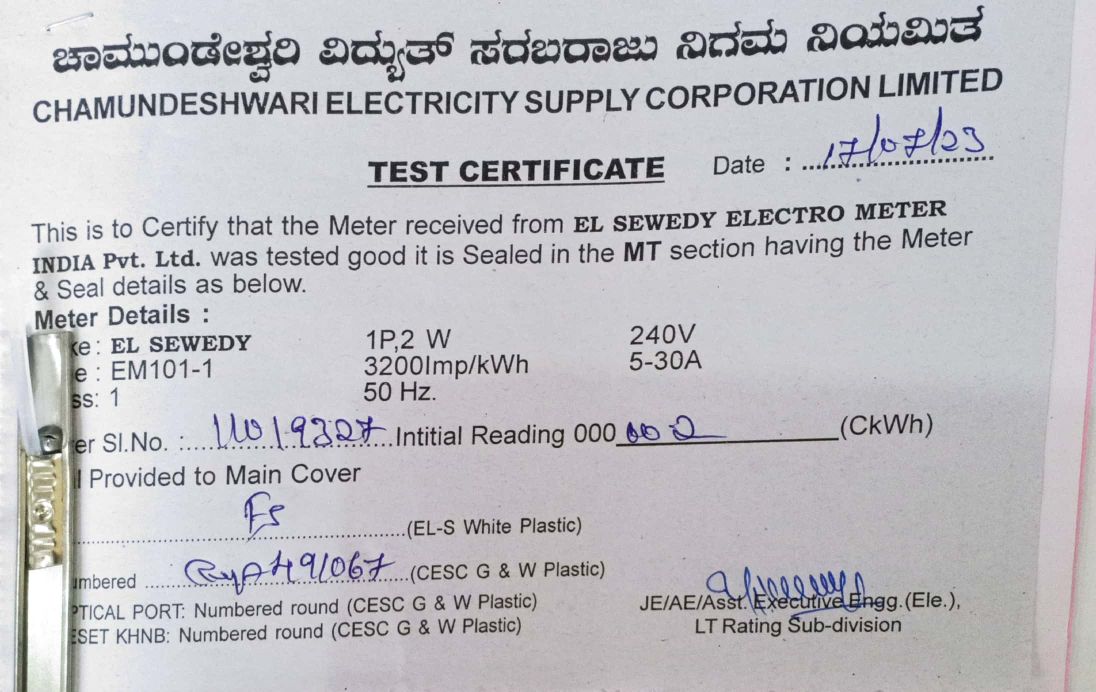 ಚಾಮುಂಡೇಶ್ವರಿ ವಿದ್ಯುತ್ ಸರಬರಾಜು ನಿಗಮ ನಿಯಮಿತ
CHAMUNDESHWARI ELECTRICITY SUPPLY CORPORATION LIMITED
TEST CERTIFICATE Date : 17/07/23
This is to Certify that the Meter received from EL SEWEDY ELECTRO METER
INDIA Pvt. Ltd. was tested good it is Sealed in the MT section having the Meter
& Seal details as below.
Meter Details :
ke : EL SEWEDY 1P,2 W 240V
e : EM101-1 3200Imp/kWh 5-30A
ss: 1 50 Hz.
er Sl.No. : 11019327 Intitial Reading 000 002 (CkWh)
l Provided to Main Cover
(EL-S White Plastic)
mbered 491067 (CESC G & W Plastic)
PTICAL PORT: Numbered round (CESC G & W Plastic) JE/AE/Asst. Executive Engg.(Ele.),
ESET KHNB: Numbered round (CESC G & W Plastic) LT Rating Sub-division